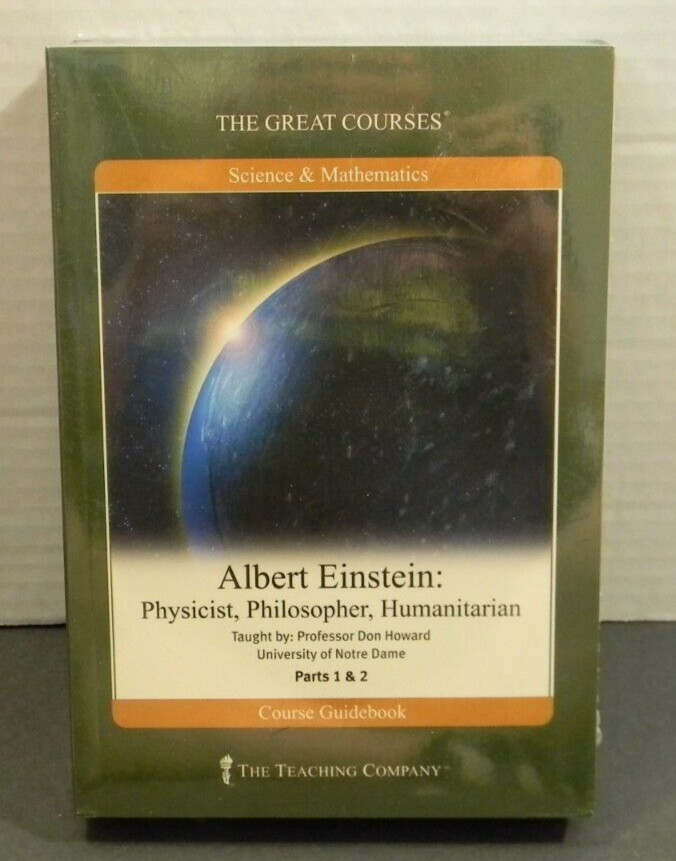 THE GREAT COURSES®
Science & Mathematics
Albert Einstein:
Physicist, Philosopher, Humanitarian
Taught by: Professor Don Howard
University of Notre Dame
Parts 1 & 2
Course Guidebook
THE TEACHING COMPANY™